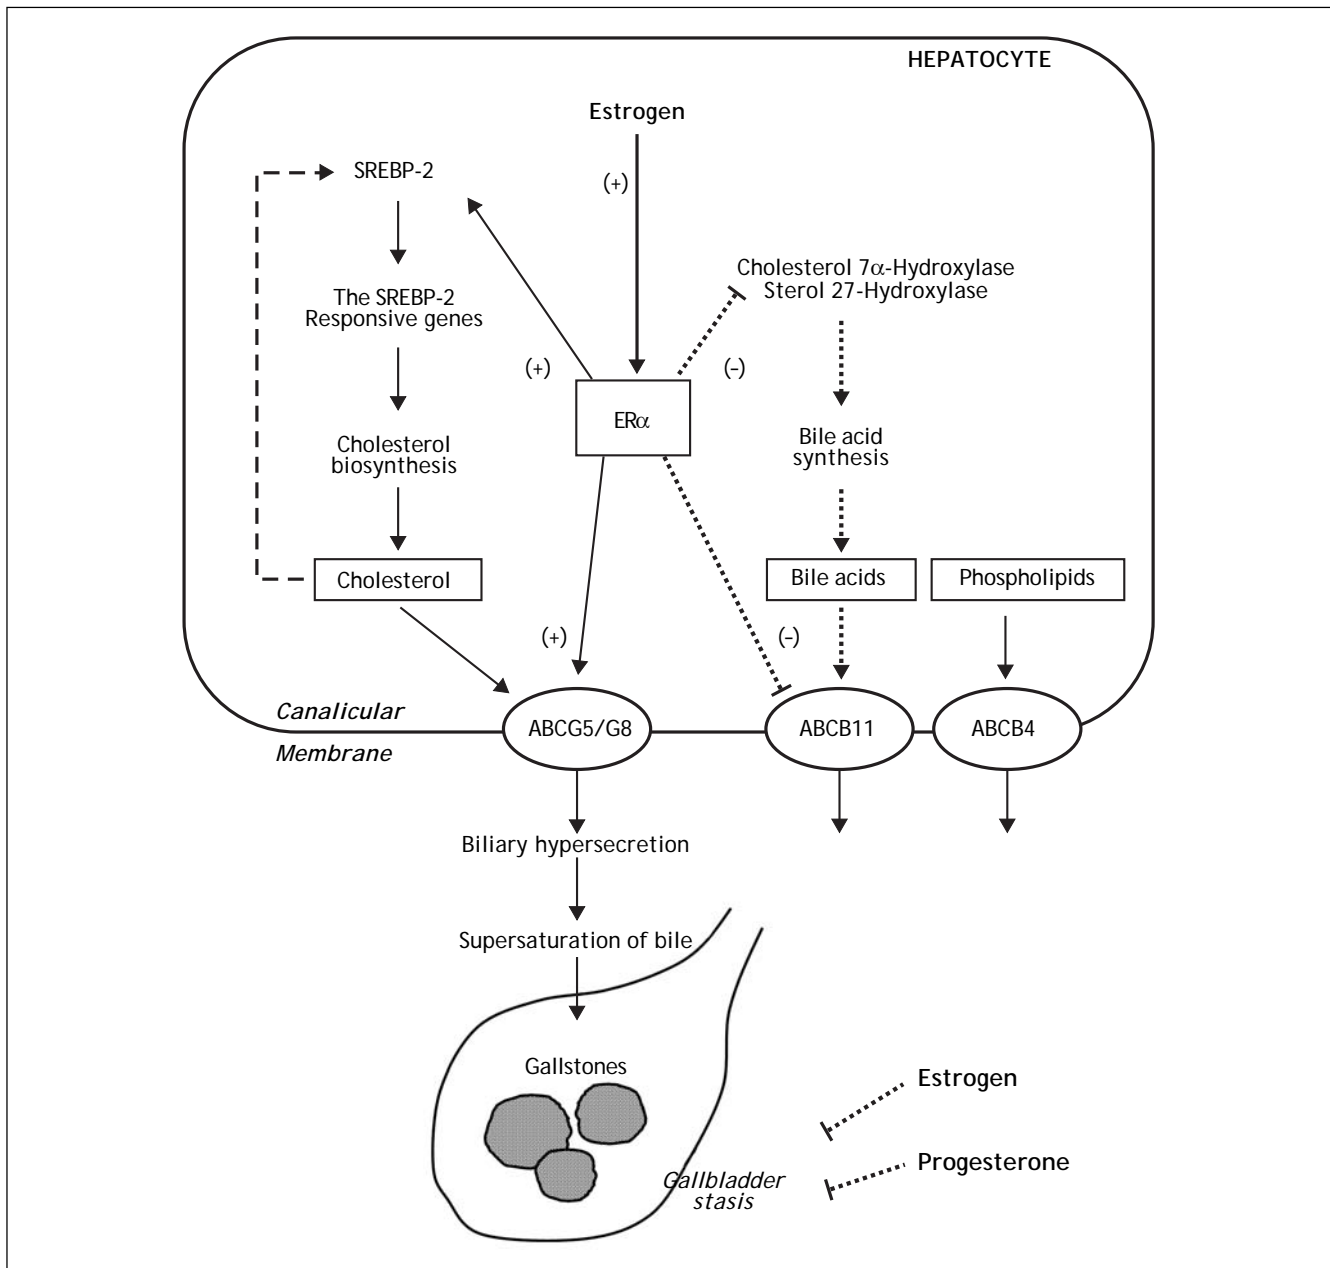 HEPATOCYTE
Estrogen
SREBP-2
(+)
Cholesterol 7α-Hydroxylase
Sterol 27-Hydroxylase
The SREBP-2
Responsive genes
(+)
(-)
ERα
Cholesterol
biosynthesis
Bile acid
synthesis
Cholesterol
Bile acids
Phospholipids
(+)
(-)
Canalicular
Membrane
ABCG5/G8
ABCB11
ABCB4
Biliary hypersecretion
Supersaturation of bile
Gallstones
Estrogen
Progesterone
Gallbladder
stasis